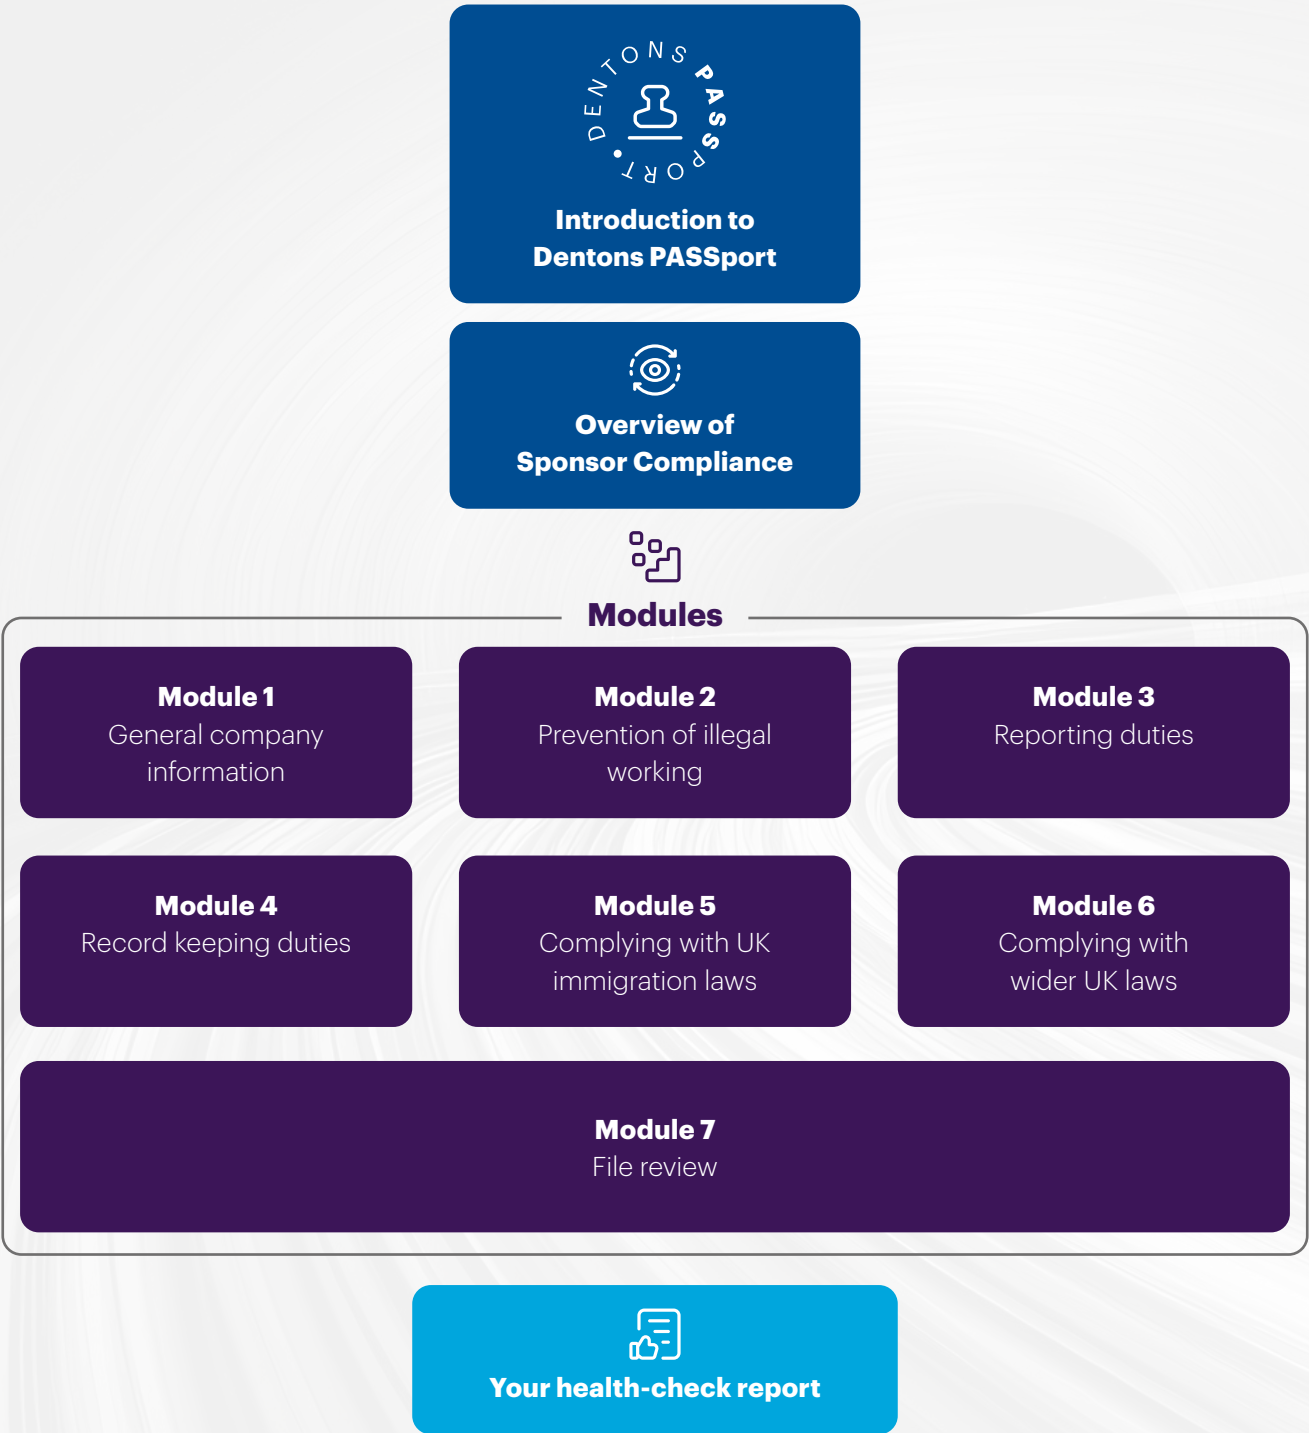 DENTONS PASSPORT
Introduction to
Dentons PASSport
Overview of
Sponsor Compliance
Modules
Module 1
General company
information
Module 2
Prevention of illegal
working
Module 3
Reporting duties
Module 4
Record keeping duties
Module 5
Complying with UK
immigration laws
Module 6
Complying with
wider UK laws
Module 7
File review
Your health-check report